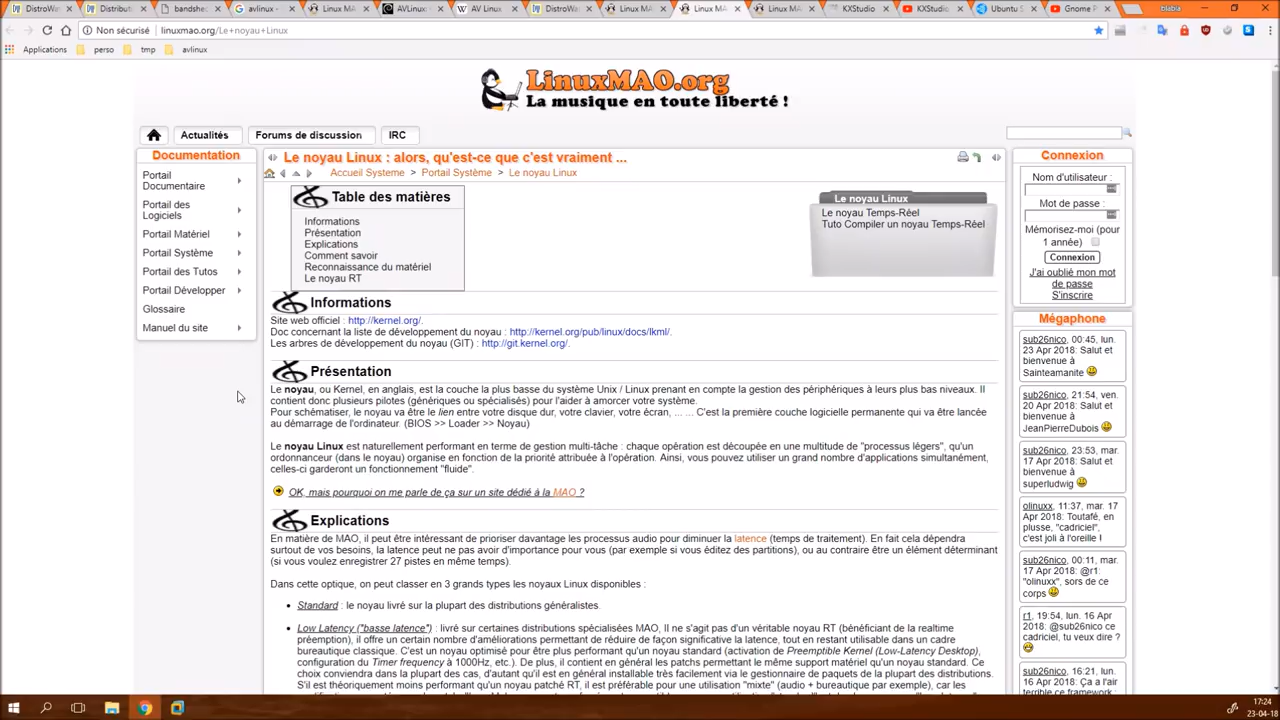 DistroWa
Distribut
bandshe
avlinux -
Linux MA
AVLinux:
AV Linux
DistroWa
Linux MA
Linux MA
Linux MA
KXStudio
KXStudi
Ubuntu S
Gnome P
blabla
Non sécurisé
linuxmao.org/Le+noyau+Linux
Applications
perso
tmp
avlinux
LinuxMAO.org
La musique en toute liberté !
Actualités
Forums de discussion
IRC
Documentation
Portail
Documentaire
Portail des
Logiciels
Portail Matériel
Portail Système
Portail des Tutos
Portail Développer
Glossaire
Manuel du site
Le noyau Linux : alors, qu'est-ce que c'est vraiment ...
Accueil Systeme > Portail Système > Le noyau Linux
Table des matières
Informations
Présentation
Explications
Comment savoir
Reconnaissance du matériel
Le noyau RT
Le noyau Linux
Le noyau Temps-Réel
Tuto Compiler un noyau Temps-Réel
Informations
Site web officiel : http://kernel.org/.
Doc concernant la liste de développement du noyau : http://kernel.org/pub/linux/docs/lkml/.
Les arbres de développement du noyau (GIT) : http://git.kernel.org/.
Présentation
Le noyau, ou Kernel, en anglais, est la couche la plus basse du système Unix / Linux prenant en compte la gestion des périphériques à leurs plus bas niveaux. Il
contient donc plusieurs pilotes (génériques ou spécialisés) pour l'aider à amorcer votre système.
Pour schématiser, le noyau va être le lien entre votre disque dur, votre clavier, votre écran, ... ... C'est la première couche logicielle permanente qui va être lancée
au démarrage de l'ordinateur. (BIOS >> Loader >> Noyau)
Le noyau Linux est naturellement performant en terme de gestion multi-tâche : chaque opération est découpée en une multitude de "processus légers", qu'un
ordonnanceur (dans le noyau) organise en fonction de la priorité attribuée à l'opération. Ainsi, vous pouvez utiliser un grand nombre d'applications simultanément,
celles-ci garderont un fonctionnement "fluide".
OK, mais pourquoi on me parle de ça sur un site dédié à la MAO ?
Explications
En matière de MAO, il peut être intéressant de prioriser davantage les processus audio pour diminuer la latence (temps de traitement). En fait cela dépendra
surtout de vos besoins, la latence peut ne pas avoir d'importance pour vous (par exemple si vous éditez des partitions), ou au contraire être un élément déterminant
(si vous voulez enregistrer 27 pistes en même temps).
Dans cette optique, on peut classer en 3 grands types les noyaux Linux disponibles :
Standard : le noyau livré sur la plupart des distributions généralistes.
Low Latency ("basse latence") : livré sur certaines distributions spécialisées MAO, Il ne s'agit pas d'un véritable noyau RT (bénéficiant de la realtime
préemption), il offre un certain nombre d'améliorations permettant de réduire de façon significative la latence, tout en restant utilisable dans un cadre
bureautique classique. C'est un noyau optimisé pour être plus performant qu'un noyau standard (activation de Preemptible Kernel (Low-Latency Desktop),
configuration du Timer frequency à 1000Hz, etc.). De plus, il contient en général les patchs permettant le même support matériel qu'un noyau standard. Ce
choix conviendra dans la plupart des cas, d'autant qu'il est en général installable très facilement via le gestionnaire de paquets de la plupart des distributions.
S'il est théoriquement moins performant qu'un noyau patché RT, il est préférable pour une utilisation "mixte" (audio + bureautique par exemple), car les
Connexion
Nom d'utilisateur :
Mot de passe :
Mémorisez-moi (pour
1 année)
Connexion
J'ai oublié mon mot
de passe
S'inscrire
Mégaphone
sub26nico, 00:45, lun.
23 Apr 2018: Salut et
bienvenue à
Sainteamanite
sub26nico, 21:54, ven.
20 Apr 2018: Salut et
bienvenue à
JeanPierreDubois
sub26nico, 23:53, mar.
17 Apr 2018: Salut et
bienvenue à
superludwig
olinuxx, 11:37, mar. 17
Apr 2018: Toutafé, en
plusse, "cadriciel",
c'est joli à l'oreille !
sub26nico, 00:11, mar.
17 Apr 2018: @r1:
"olinuxx", sors de ce
corps
r1, 19:54, lun. 16 Apr
2018: @sub26nico ce
cadriciel, tu veux dire ?
sub26nico, 16:21, lun.
16 Apr 2018: Ça a l'air
terrible ce framework :
17:24
23-04-18